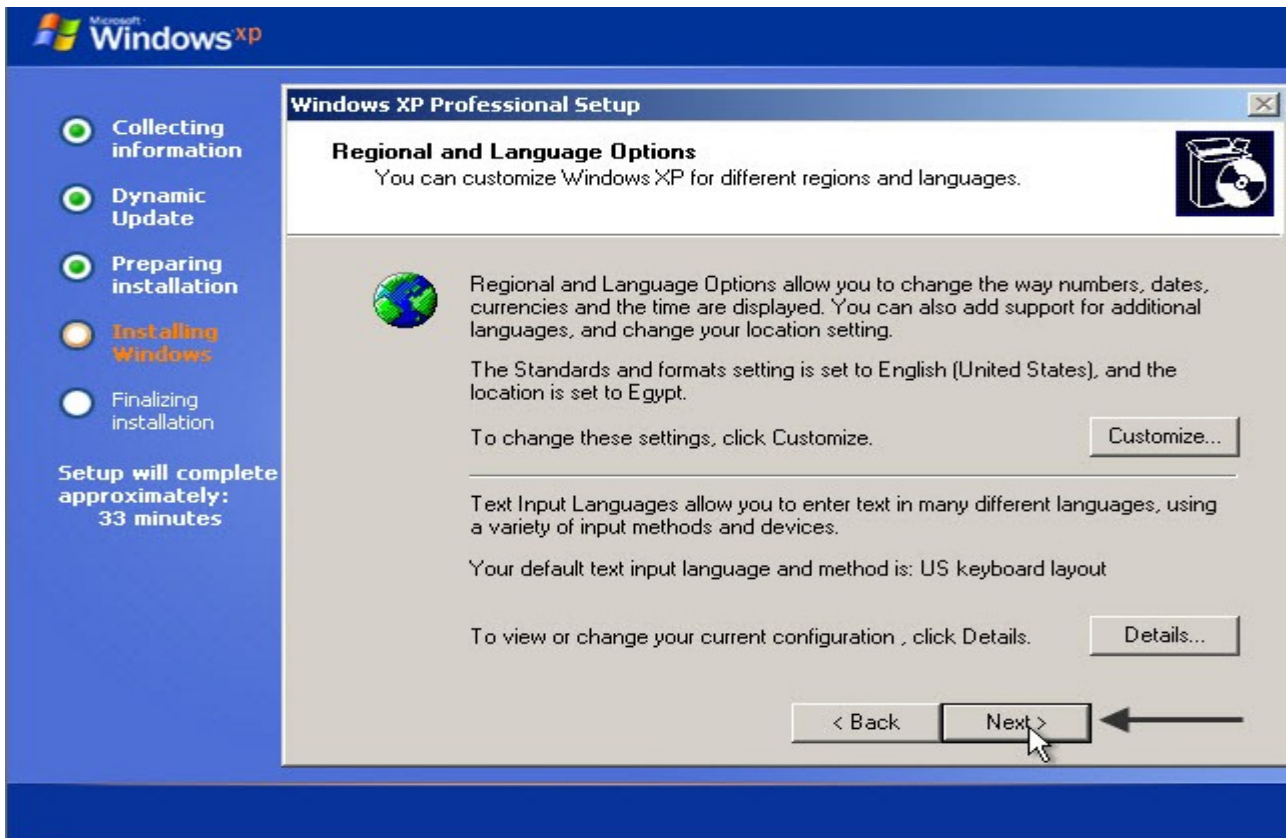 Microsoft
Windows xp
Collecting
information
Dynamic
Update
Preparing
installation
Installing
Windows
Finalizing
installation
Setup will complete
approximately:
33 minutes
Windows XP Professional Setup
Regional and Language Options
You can customize Windows XP for different regions and languages.
Regional and Language Options allow you to change the way numbers, dates,
currencies and the time are displayed. You can also add support for additional
languages, and change your location setting.
The Standards and formats setting is set to English (United States), and the
location is set to Egypt.
To change these settings, click Customize.
Customize...
Text Input Languages allow you to enter text in many different languages, using
a variety of input methods and devices.
Your default text input language and method is: US keyboard layout
To view or change your current configuration , click Details.
Details...
< Back
Next >